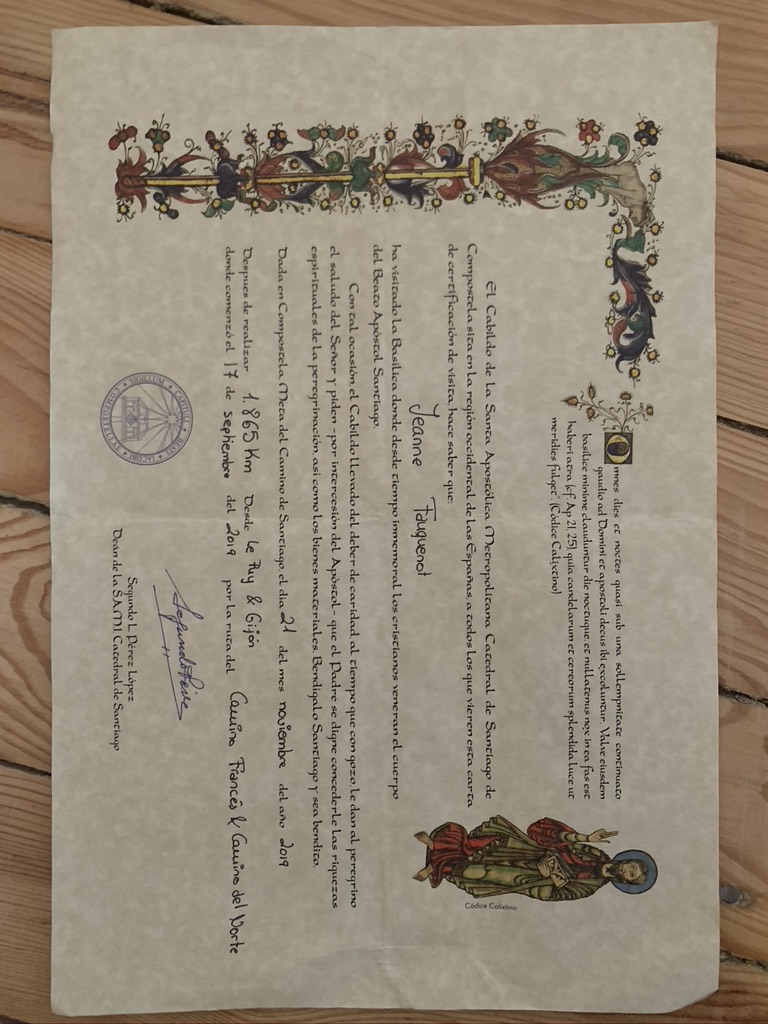 Omnes dies et noctes quasi sub una sollempnitate continuato
gaudio ad Domini et apostoli decus ibi excoluntur. Valve eiusdem
basilice minime clauduntur die noctuque, et nullatenus nox in ea fas est
haberi atra (cf. Ap 21, 25), quia candelarum et cereorum splendida luce ut
meridies fulget. (Códice Calixtino)
El Cabildo de la Santa Apostólica Metropolitana Catedral de Santiago de
Compostela sita en la región occidental de las Españas, a todos los que vieren esta carta
de certificación de visita, hace saber que:
Jeanne Fauquenot
ha visitado la Basílica donde desde tiempo inmemorial los cristianos veneran el cuerpo
del Beato Apóstol Santiago.
Con tal ocasión, el Cabildo llevado del deber de caridad, al tiempo que con gozo, le dan al peregrino
el saludo del Señor y piden -por intercesión del Apóstol- que el Padre se digne concederle las riquezas
espirituales de la peregrinación, así como los bienes materiales. Bendígalo Santiago y sea bendito.
Dada en Compostela, Meta del Camino de Santiago, el día 21 del mes noviembre del año 2019
Despues de realizar 1.865 Km Desde Le Puy & Gijón
donde comenzó el 17 de septiembre del 2019 por la ruta del Camino Francés & Camino del Norte
Segundo L. Pérez López
Deán de la S.A.M.I. Catedral de Santiago
Códice Calixtino
SIGILLUM CAPITULI BEATI IACOBI